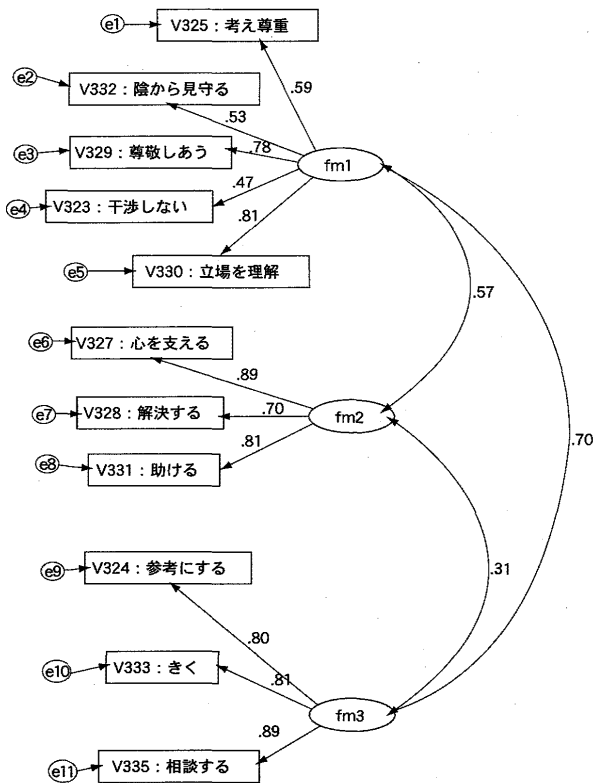 e1
V325：考え尊重
e2
V332：陰から見守る
.59
.53
e3
V329：尊敬しあう
.78
fm1
e4
V323：干渉しない
.47
.81
e5
V330：立場を理解
.57
e6
V327：心を支える
.89
e7
V328：解決する
.70
fm2
.70
e8
V331：助ける
.81
e9
V324：参考にする
.31
.80
e10
V333：きく
.81
fm3
.89
e11
V335：相談する